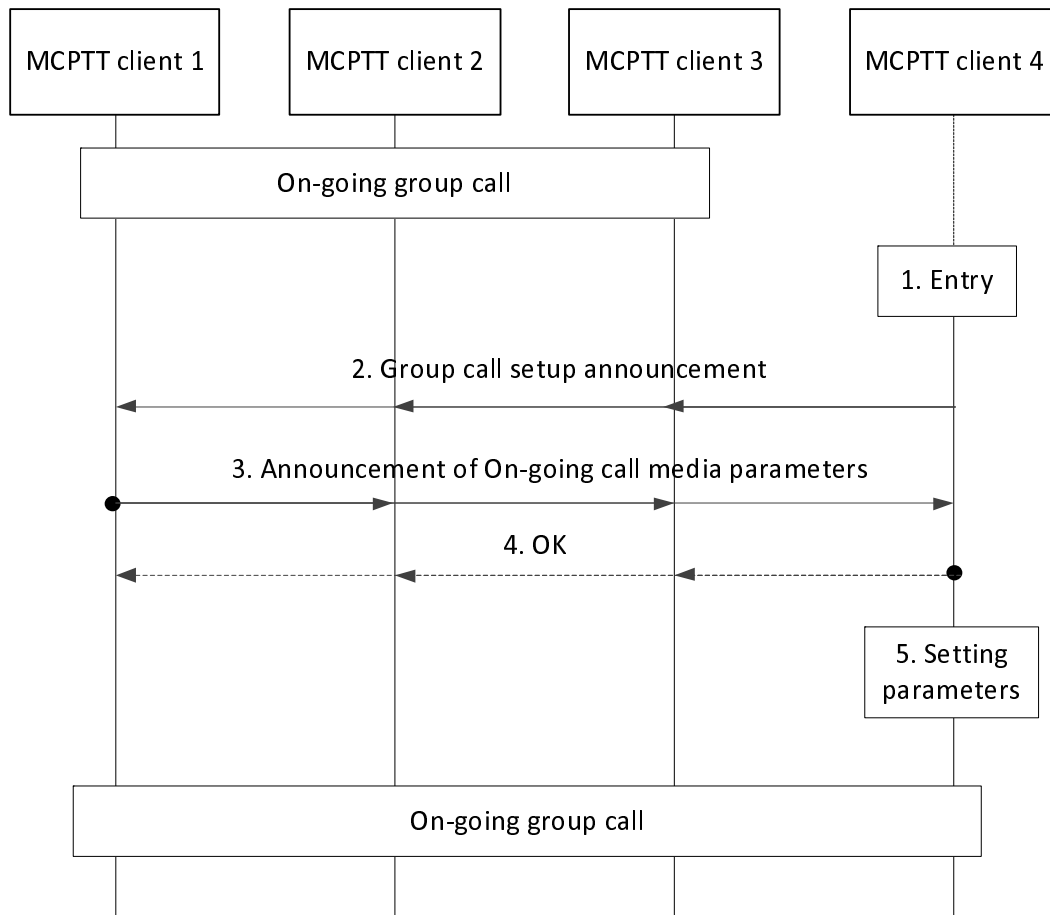 MCPTT client 1
MCPTT client 2
MCPTT client 3
MCPTT client 4
On-going group call
1. Entry
2. Group call setup announcement
3. Announcement of On-going call media parameters
4. OK
5. Setting
parameters
On-going group call